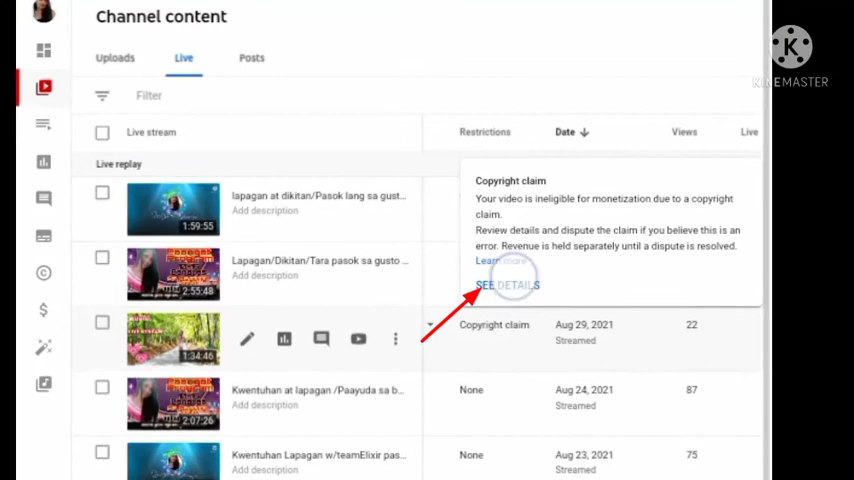 Channel content
K
KINEMASTER
Uploads Live Posts
Filter
Live stream Restrictions Date Views Live
Live replay
Copyright claim
Your video is ineligible for monetization due to a copyright
claim.
Review details and dispute the claim if you believe this is an
error. Revenue is held separately until a dispute is resolved.
Learn more
SEE DETAILS
lapagan at dikitan/Pasok lang sa gust...
Add description
1:59:55
Lapagan/Dikitan/Tara pasok sa gusto ...
Add description
2:55:48
Copyright claim Aug 29, 2021 22
Streamed
1:34:46
Kwentuhan at lapagan /Paayuda sa b... None Aug 24, 2021 87
Add description Streamed
2:07:26
Kwentuhan Lapagan w/teamElixir pas... None Aug 23, 2021 75
Add description Streamed